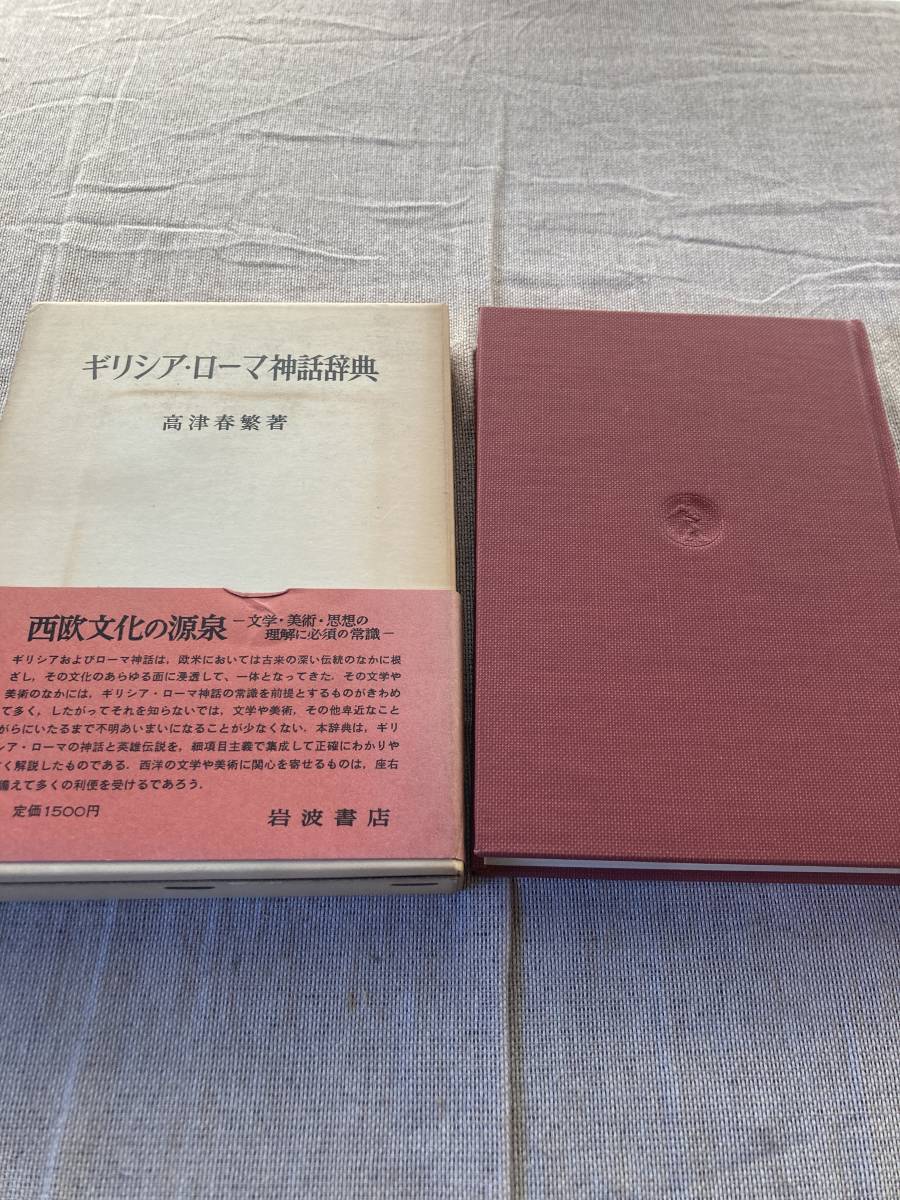 ギリシア・ローマ神話辞典
高津春繁著
西欧文化の源泉
―文学・美術・思想の
理解に必須の常識―
ギリシアおよびローマ神話は，欧米においては古来の深い伝統のなかに根
ざし，その文化のあらゆる面に浸透して，一体となってきた．その文学や
美術のなかには，ギリシア・ローマ神話の常識を前提とするものがきわめ
て多く，したがってそれを知らないでは，文学や美術，その他卑近なこと
がらにいたるまで不明あいまいになることが少なくない．本辞典は，ギリ
シア・ローマの神話と英雄伝説を，細項目主義で集成して正確にわかりや
く解説したものである．西洋の文学や美術に関心を寄せるものは，座右
備えて多くの利便を受けるであろう．
定価1500円
岩波書店